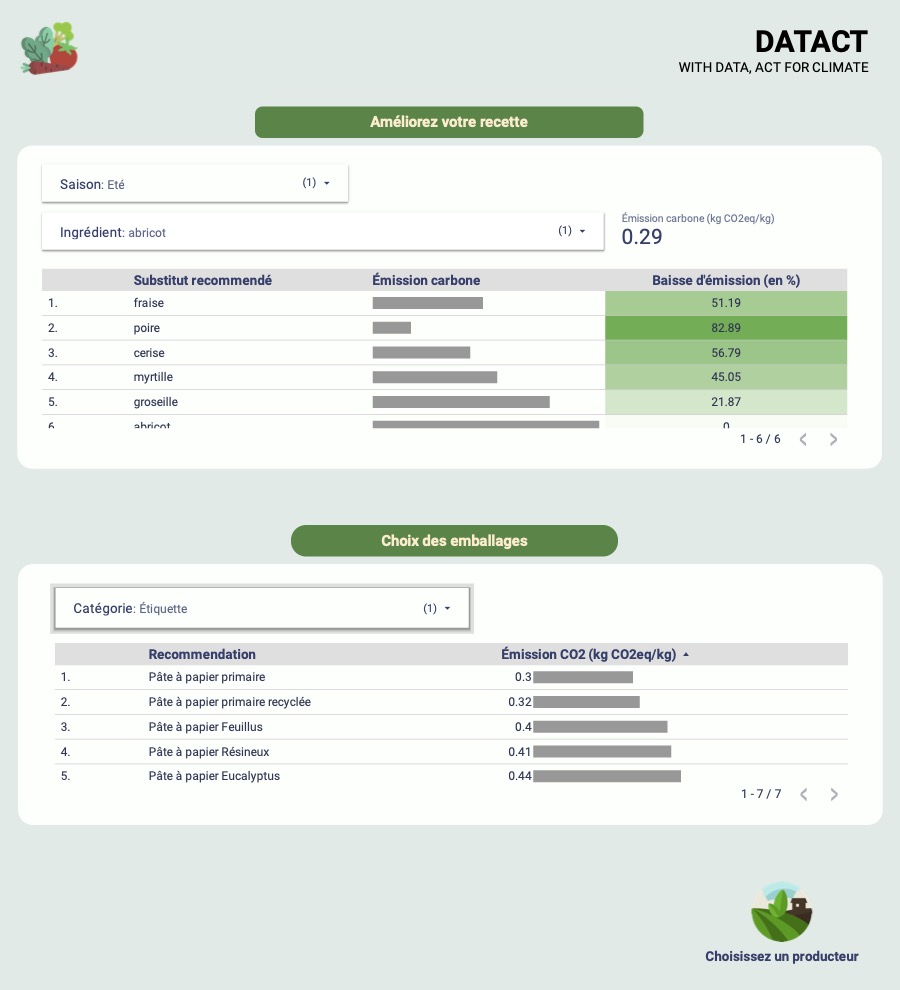 DATACT
WITH DATA, ACT FOR CLIMATE
Améliorez votre recette
Saison: Eté (1)
Ingrédient: abricot (1)
Émission carbone (kg CO2eq/kg)
0.29
Substitut recommendé Émission carbone Baisse d'émission (en %)
1. fraise 51.19
2. poire 82.89
3. cerise 56.79
4. myrtille 45.05
5. groseille 21.87
6. abricot 0
1 - 6 / 6
Choix des emballages
Catégorie: Étiquette (1)
Recommendation Émission CO2 (kg CO2eq/kg)
1. Pâte à papier primaire 0.3
2. Pâte à papier primaire recyclée 0.32
3. Pâte à papier Feuillus 0.4
4. Pâte à papier Résineux 0.41
5. Pâte à papier Eucalyptus 0.44
1 - 7 / 7
Choisissez un producteur